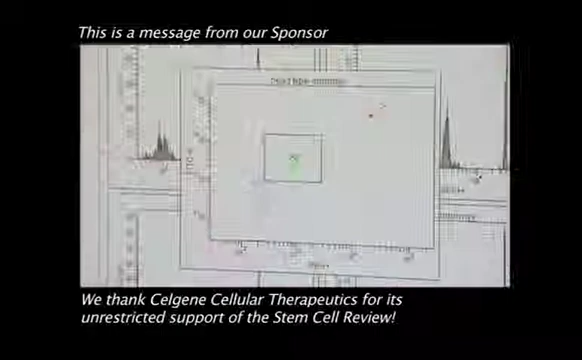 This is a message from our Sponsor
We thank Celgene Cellular Therapeutics for its
unrestricted support of the Stem Cell Review!